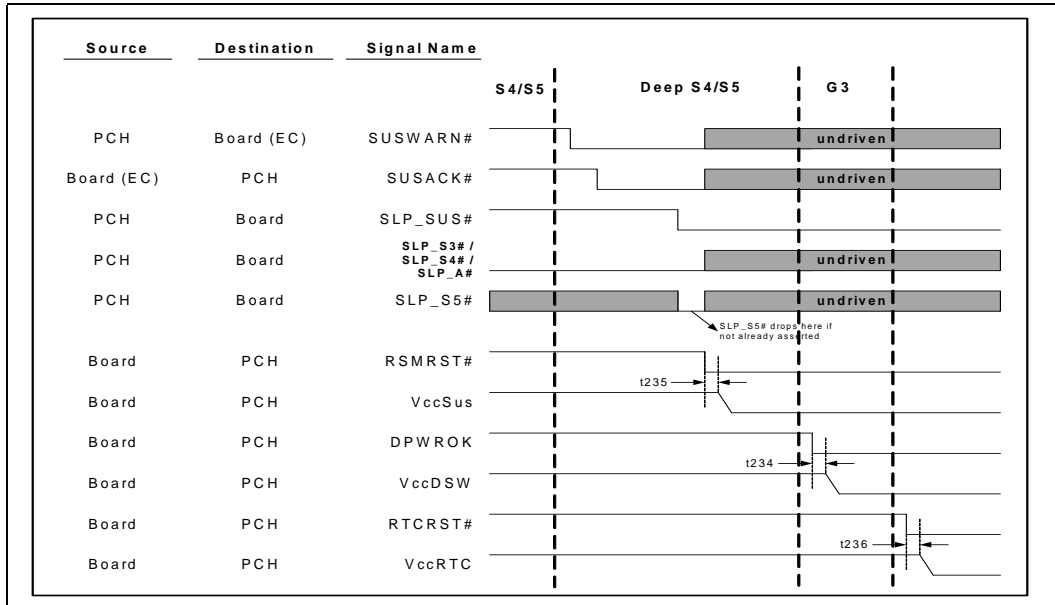 Source Destination Signal Name
S4/S5 Deep S4/S5 G3
PCH Board (EC) SUSWARN# undriven
Board (EC) PCH SUSACK# undriven
PCH Board SLP_SUS#
PCH Board SLP_S3# /
SLP_S4# /
SLP_A# undriven
PCH Board SLP_S5# undriven
SLP_S5# drops here if
not already asserted
Board PCH RSMRST#
t235
Board PCH VccSus
Board PCH DPWROK
t234
Board PCH VccDSW
Board PCH RTCRST#
t236
Board PCH VccRTC